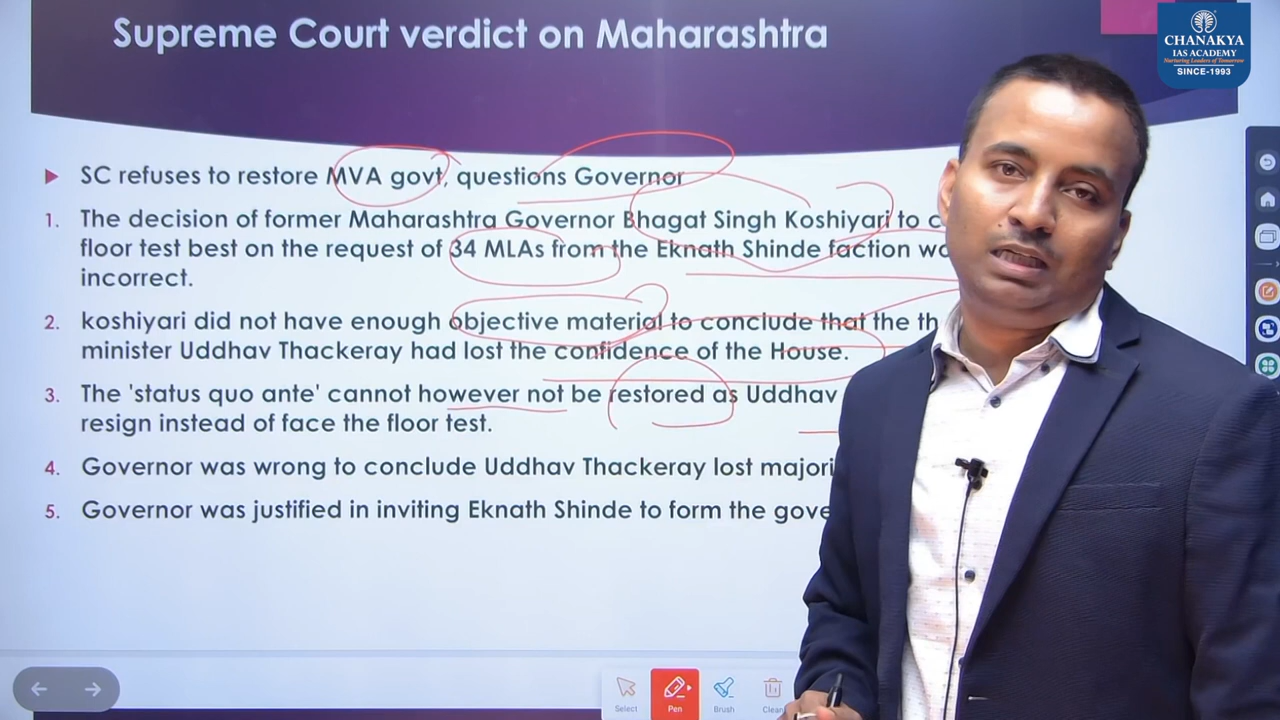 Supreme Court verdict on Maharashtra
CHANAKYA
IAS ACADEMY
Nurturing Leaders of Tomorrow
SINCE-1993
SC refuses to restore MVA govt, questions Governor
1. The decision of former Maharashtra Governor Bhagat Singh Koshiyari to
floor test best on the request of 34 MLAs from the Eknath Shinde faction
incorrect.
2. koshiyari did not have enough objective material to conclude that the
minister Uddhav Thackeray had lost the confidence of the House.
3. The 'status quo ante' cannot however not be restored as Uddhav
resign instead of face the floor test.
4. Governor was wrong to conclude Uddhav Thackeray lost
5. Governor was justified in inviting Eknath Shinde to form the
Select
Pen
Brush
Clean